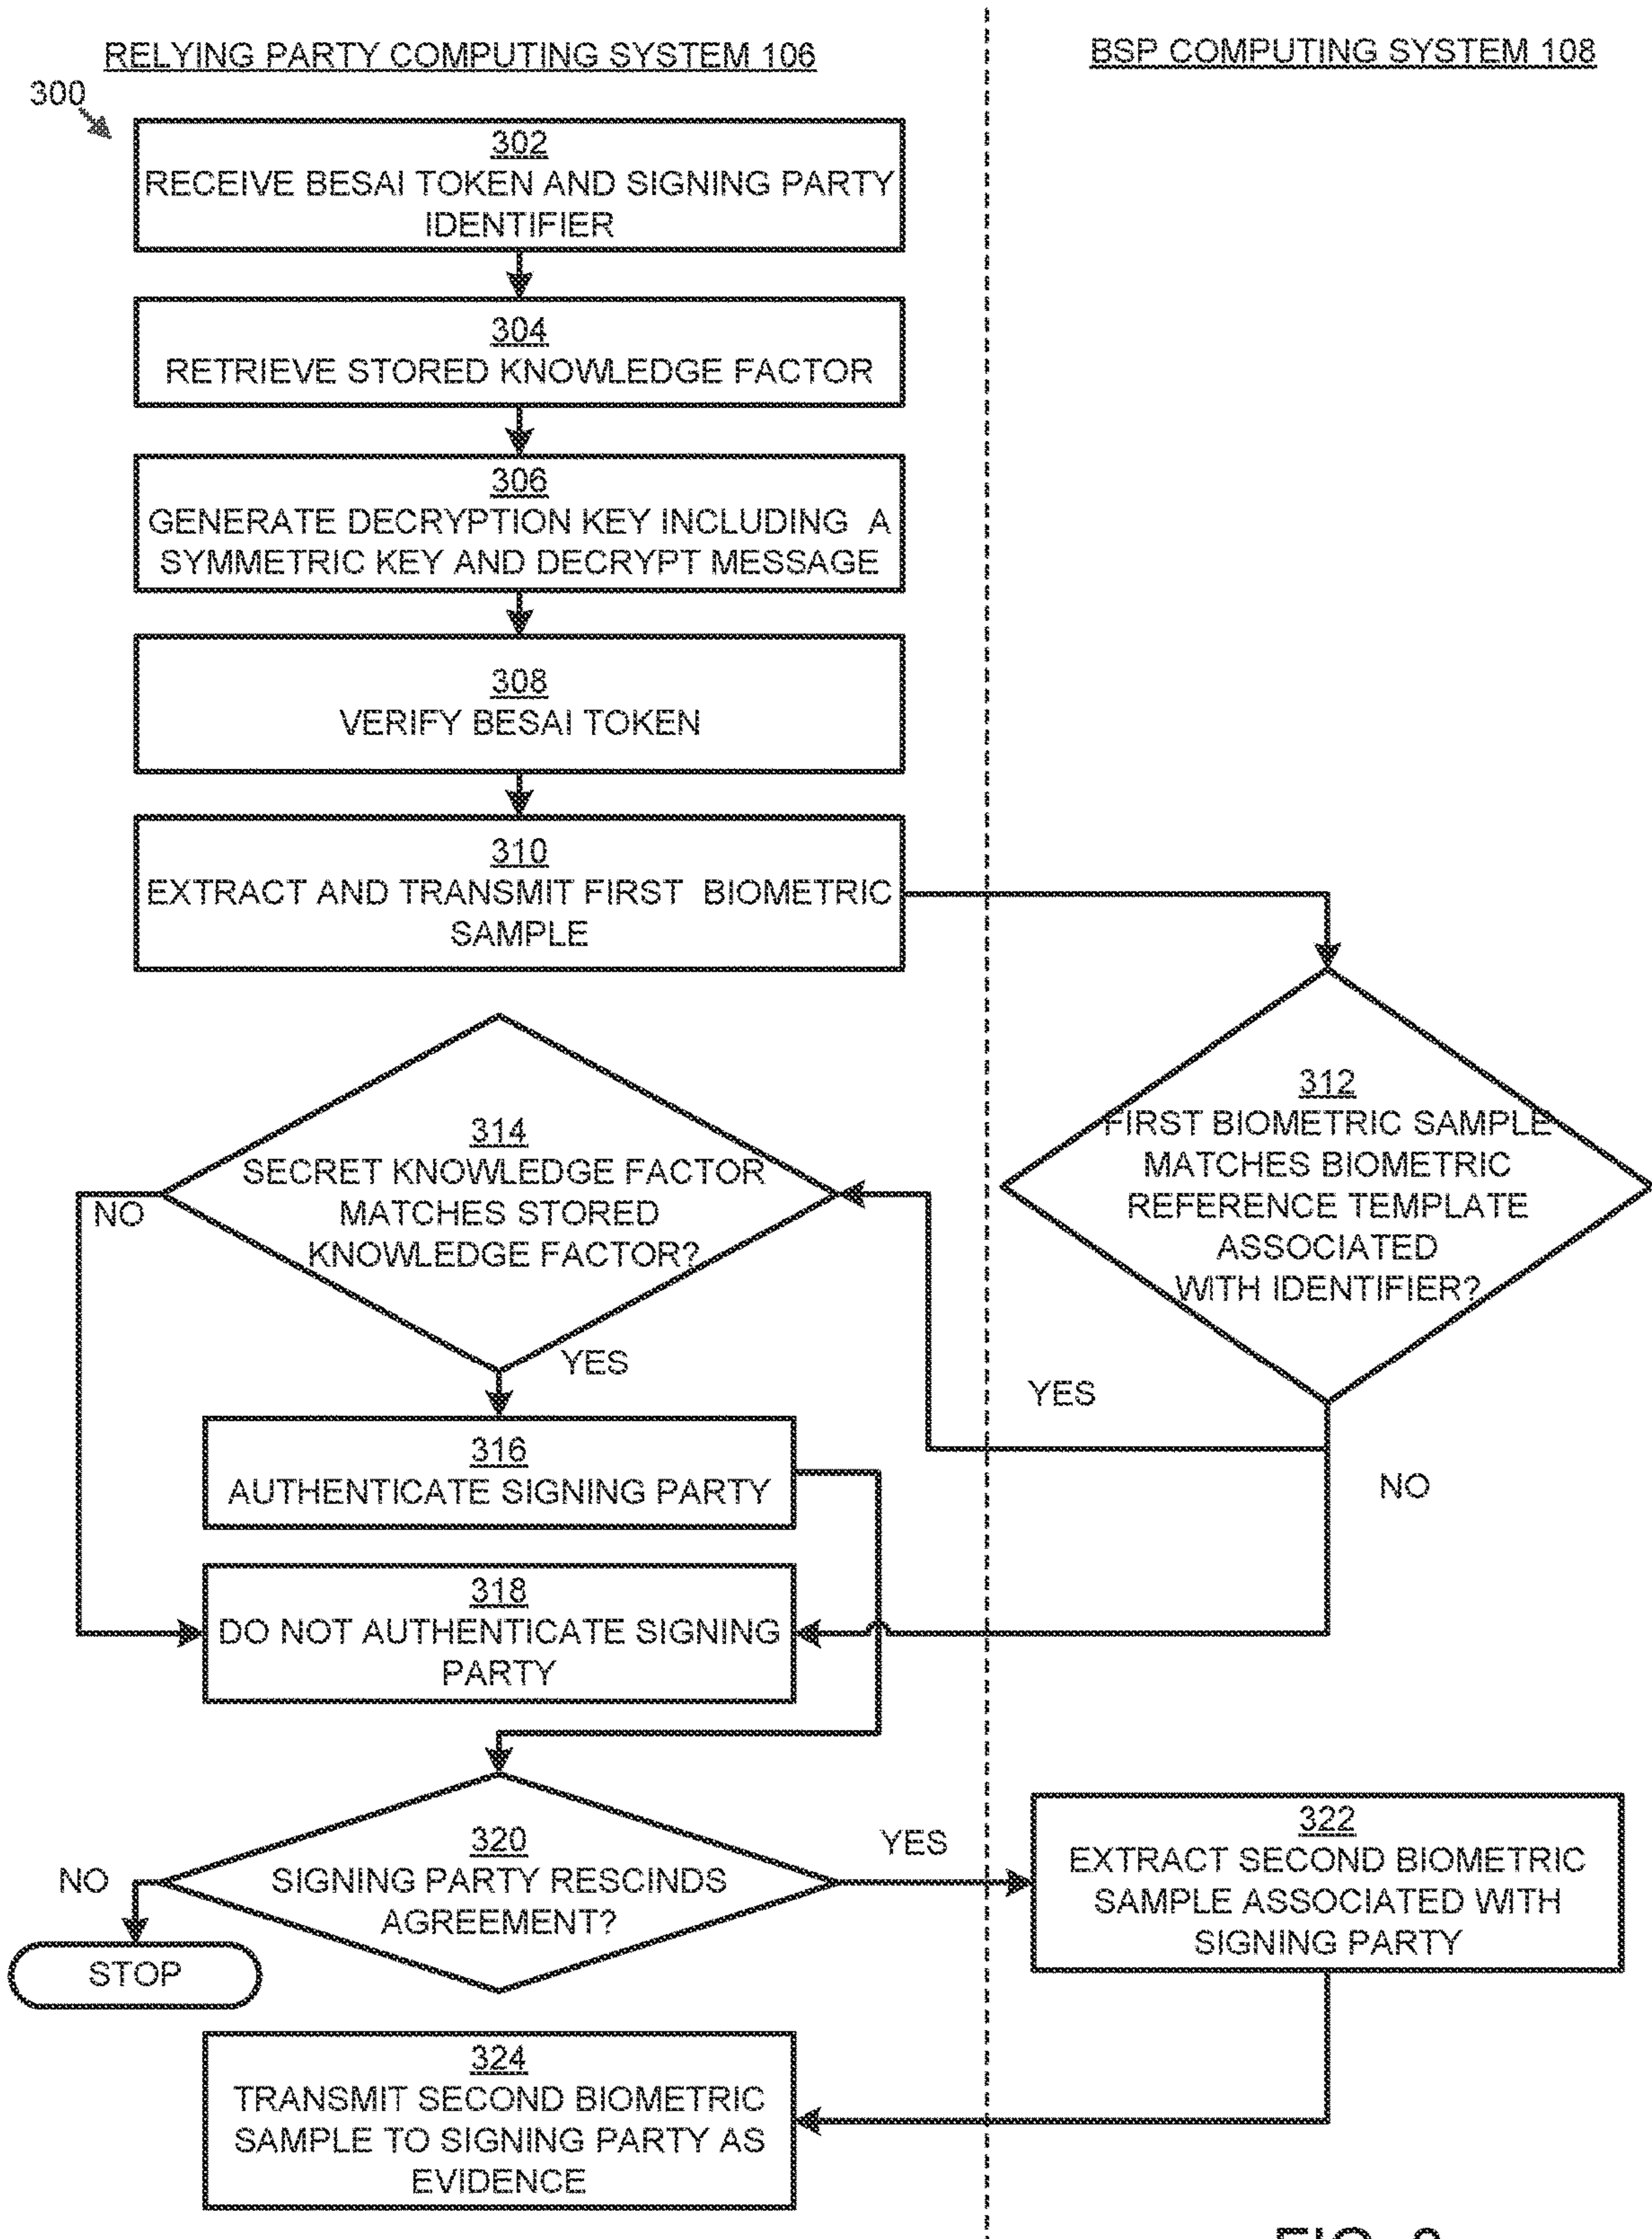 RELYING PARTY COMPUTING SYSTEM 106
BSP COMPUTING SYSTEM 108
300
302
RECEIVE BESAI TOKEN AND SIGNING PARTY
IDENTIFIER
304
RETRIEVE STORED KNOWLEDGE FACTOR
306
GENERATE DECRYPTION KEY INCLUDING A
SYMMETRIC KEY AND DECRYPT MESSAGE
308
VERIFY BESAI TOKEN
310
EXTRACT AND TRANSMIT FIRST BIOMETRIC
SAMPLE
312
FIRST BIOMETRIC SAMPLE
MATCHES BIOMETRIC
REFERENCE TEMPLATE
ASSOCIATED
WITH IDENTIFIER?
YES
NO
314
SECRET KNOWLEDGE FACTOR
MATCHES STORED
KNOWLEDGE FACTOR?
NO
YES
316
AUTHENTICATE SIGNING PARTY
318
DO NOT AUTHENTICATE SIGNING
PARTY
320
SIGNING PARTY RESCINDS
AGREEMENT?
NO
YES
STOP
322
EXTRACT SECOND BIOMETRIC
SAMPLE ASSOCIATED WITH
SIGNING PARTY
324
TRANSMIT SECOND BIOMETRIC
SAMPLE TO SIGNING PARTY AS
EVIDENCE
FIG.